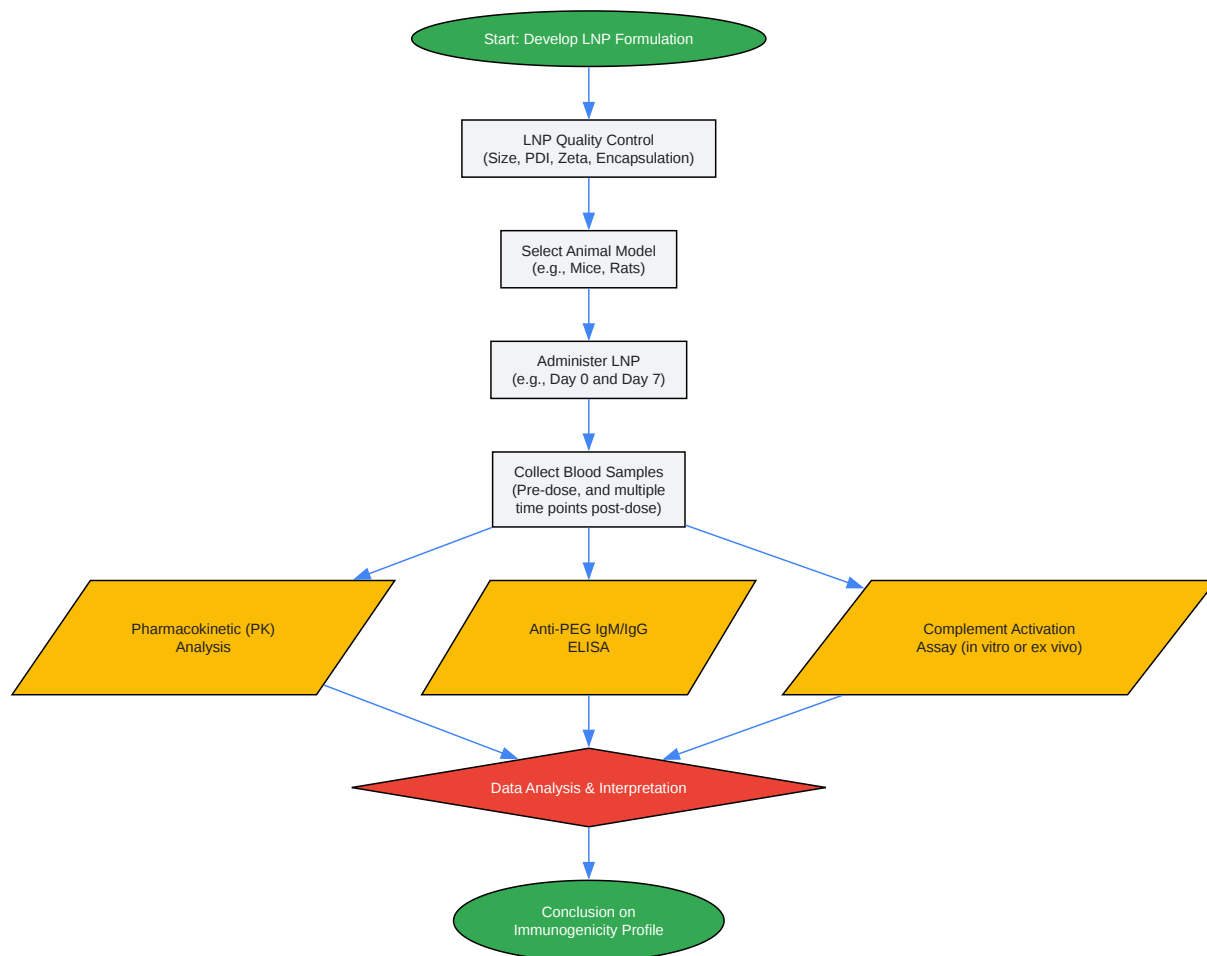 Start: Develop LNP Formulation
LNP Quality Control
(Size, PDI, Zeta, Encapsulation)
Select Animal Model
(e.g., Mice, Rats)
Administer LNP
(e.g., Day 0 and Day 7)
Collect Blood Samples
(Pre-dose, and multiple
time points post-dose)
Pharmacokinetic (PK)
Analysis
Anti-PEG IgM/IgG
ELISA
Complement Activation
Assay (in vitro or ex vivo)
Data Analysis & Interpretation
Conclusion on
Immunogenicity Profile